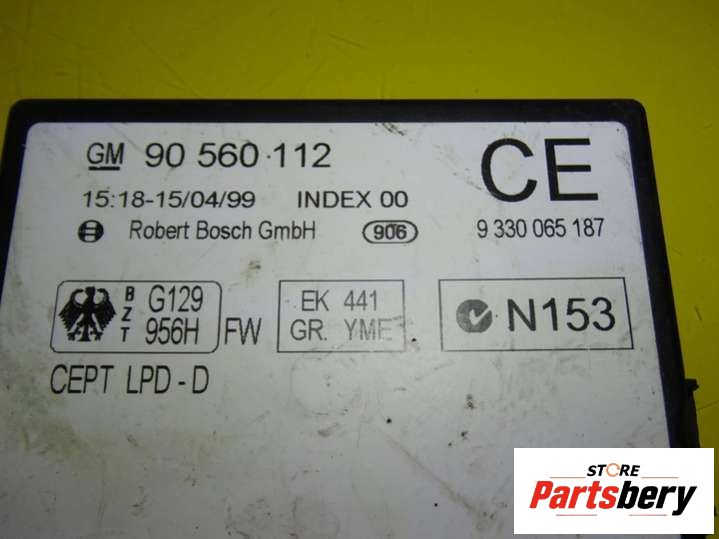 GM 90 560 112
CE
15:18-15/04/99 INDEX 00
Robert Bosch GmbH 906 9 330 065 187
BZT G129 956H FW
EK 441
GR. YME
N153
CEPT LPD - D
STORE
Partsbery